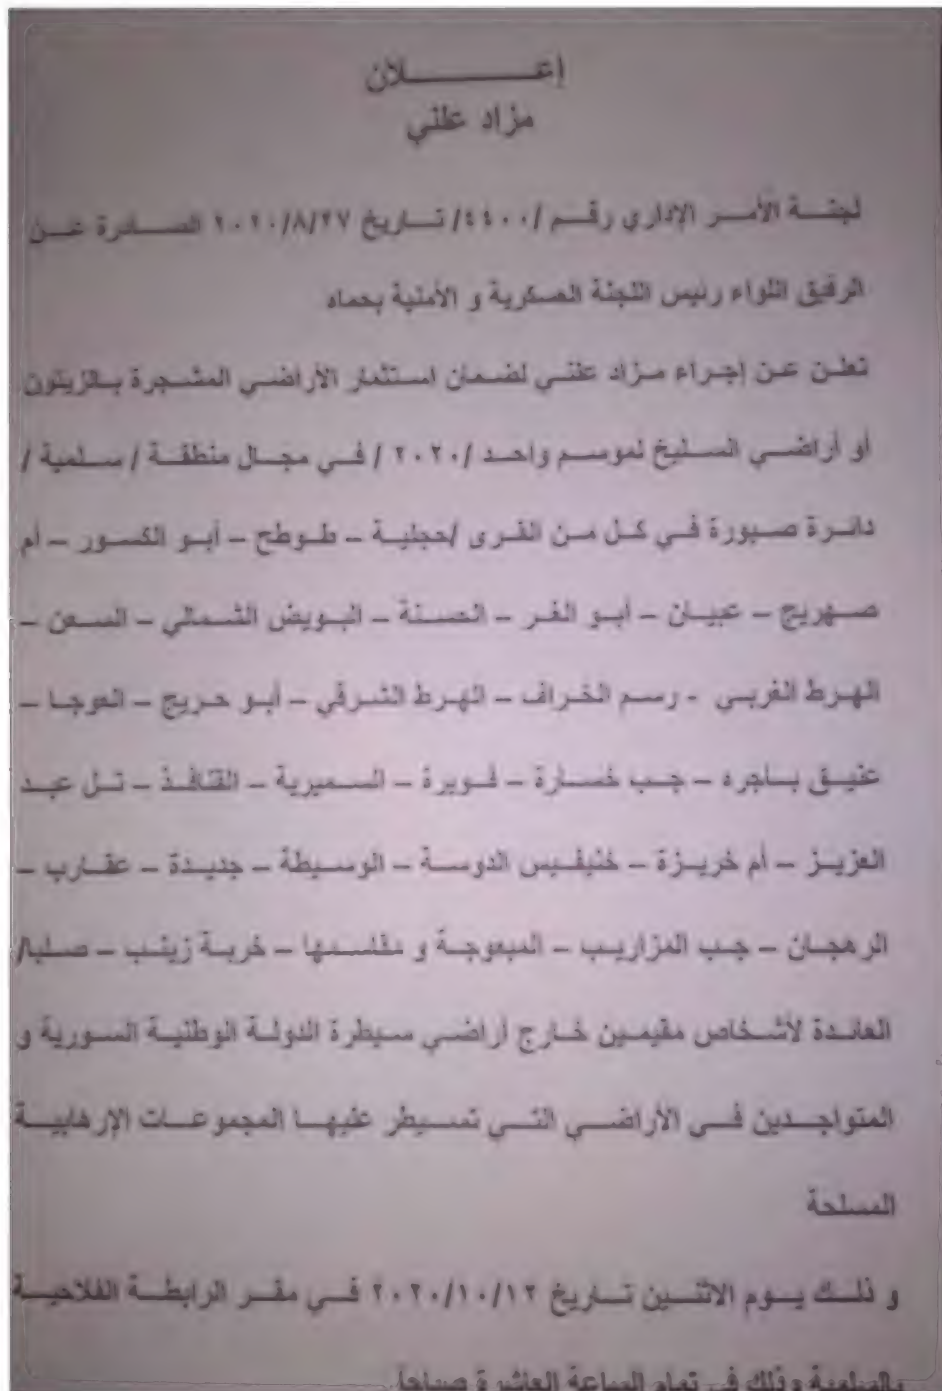 إعـــــــــلان
مزاد علني
لجنة الأمر الإداري رقم /٤٤٠٠/ تاريخ ٢٠٢٠/٨/٢٧ الصادرة عن
الرفيق اللواء رئيس اللجنة العسكرية و الأمنية بحماه
تعلن عن إجراء مزاد علني لضمان استثمار الأراضي المشجرة بالزيتون
أو أراضي السليخ لموسم واحد /٢٠٢٠/ في مجال منطقة / سلمية /
دائرة صبورة في كل من القرى /حجلية – طوطح – أبو الكسور – أم
صهريج – عبيان – أبو الغر – الحسنة – البويض الشمالي – السعن –
الهرط الغربي - رسم الخراف – الهرط الشرقي – أبو حريج – العوجا –
عنيق باجره – جب خسارة – فويرة – السميرية – القنافذ – تل عبد
العزيز – أم خريزة – خنيفيس الدوسة – الوسيطة – جديدة – عقارب –
الرهجان – جب المزاريب – المبعوجة و مقلسمها – خربة زينب – صلبا/
العائدة لأشخاص مقيمين خارج أراضي سيطرة الدولة الوطنية السورية و
المتواجدين في الأراضي التي تسيطر عليها المجموعات الإرهابية
المسلحة
و ذلك يوم الاثنين تاريخ ٢٠٢٠/١٠/١٢ في مقر الرابطة الفلاحية
بالسلمية وذلك في تمام الساعة العاشرة صباحاً